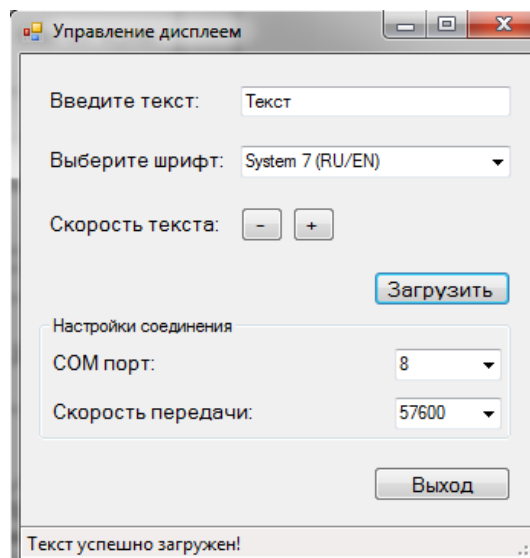 Управление дисплеем
Введите текст: Текст
Выберите шрифт: System 7 (RU/EN)
Скорость текста: - +
Загрузить
Настройки соединения
COM порт: 8
Скорость передачи: 57600
Выход
Текст успешно загружен!